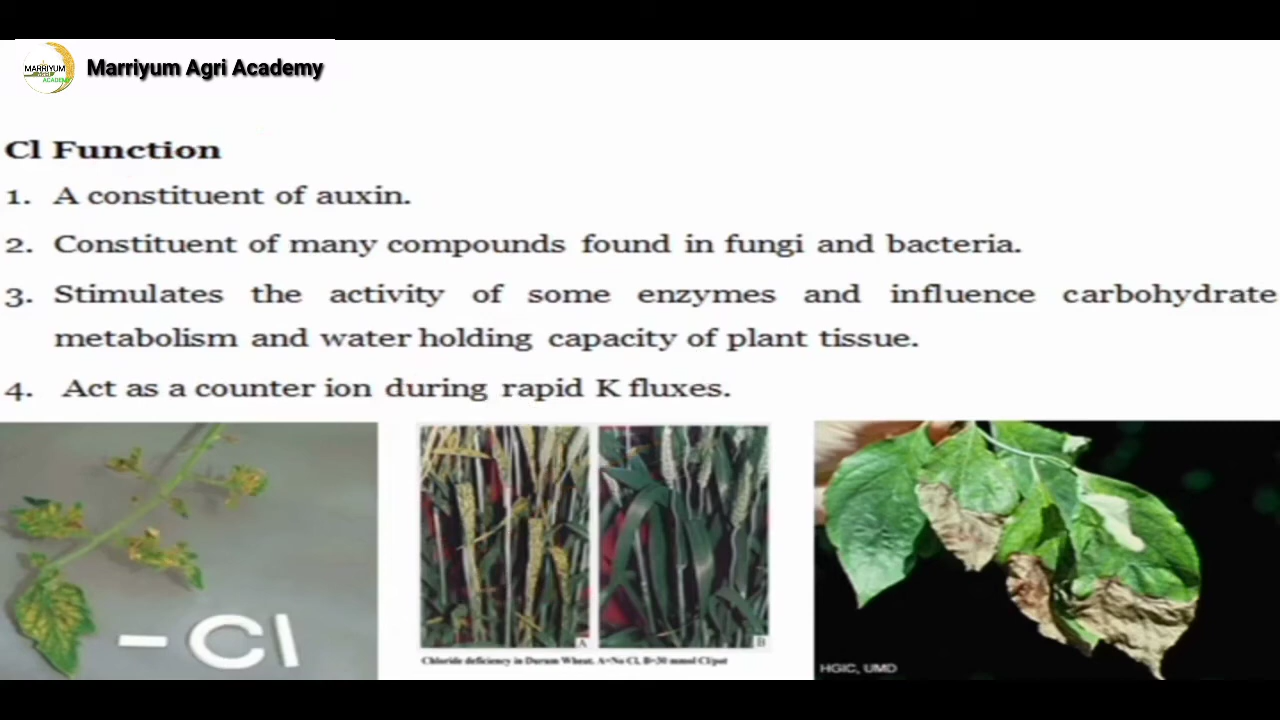 MARRIYUM
ACADEMY
Marriyum Agri Academy
Cl Function
1. A constituent of auxin.
2. Constituent of many compounds found in fungi and bacteria.
3. Stimulates the activity of some enzymes and influence carbohydrate
metabolism and water holding capacity of plant tissue.
4. Act as a counter ion during rapid K fluxes.
- Cl
A
B
Chloride deficiency in Durum Wheat. A=No Cl, B=30 mmol Cl/pot
HGIC, UMD